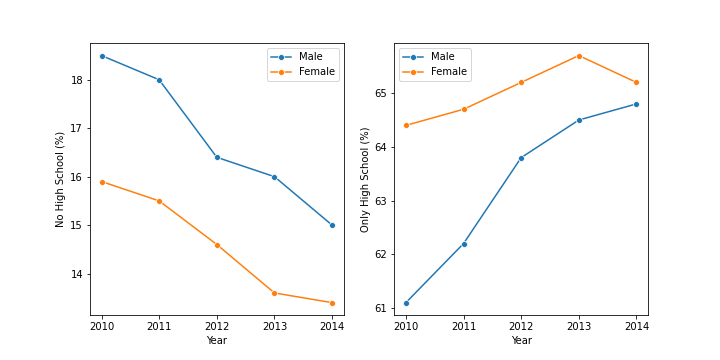 No High School (%)
18
17
16
15
14
2010 2011 2012 2013 2014
Year
Male
Female
Only High School (%)
65
64
63
62
61
2010 2011 2012 2013 2014
Year
Male
Female